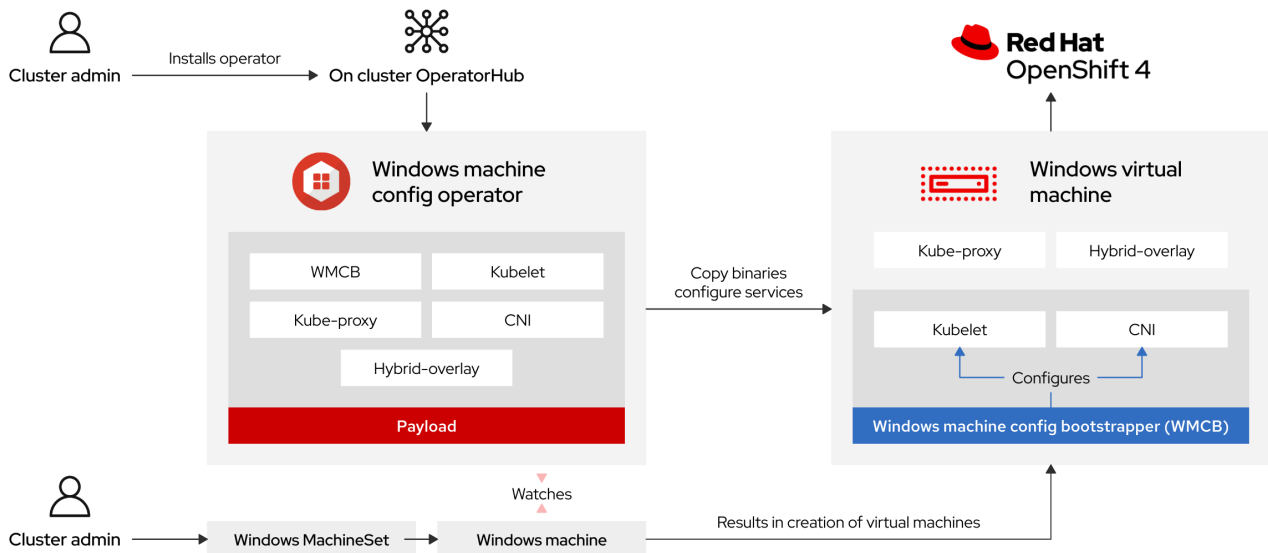 Cluster admin
Installs operator
On cluster OperatorHub
Red Hat
OpenShift 4
Windows machine
config operator
WMCB
Kubelet
Kube-proxy
CNI
Hybrid-overlay
Payload
Copy binaries
configure services
Windows virtual
machine
Kube-proxy
Hybrid-overlay
Kubelet
CNI
Configures
Windows machine config bootstrapper (WMCB)
Watches
Cluster admin
Windows MachineSet
Windows machine
Results in creation of virtual machines